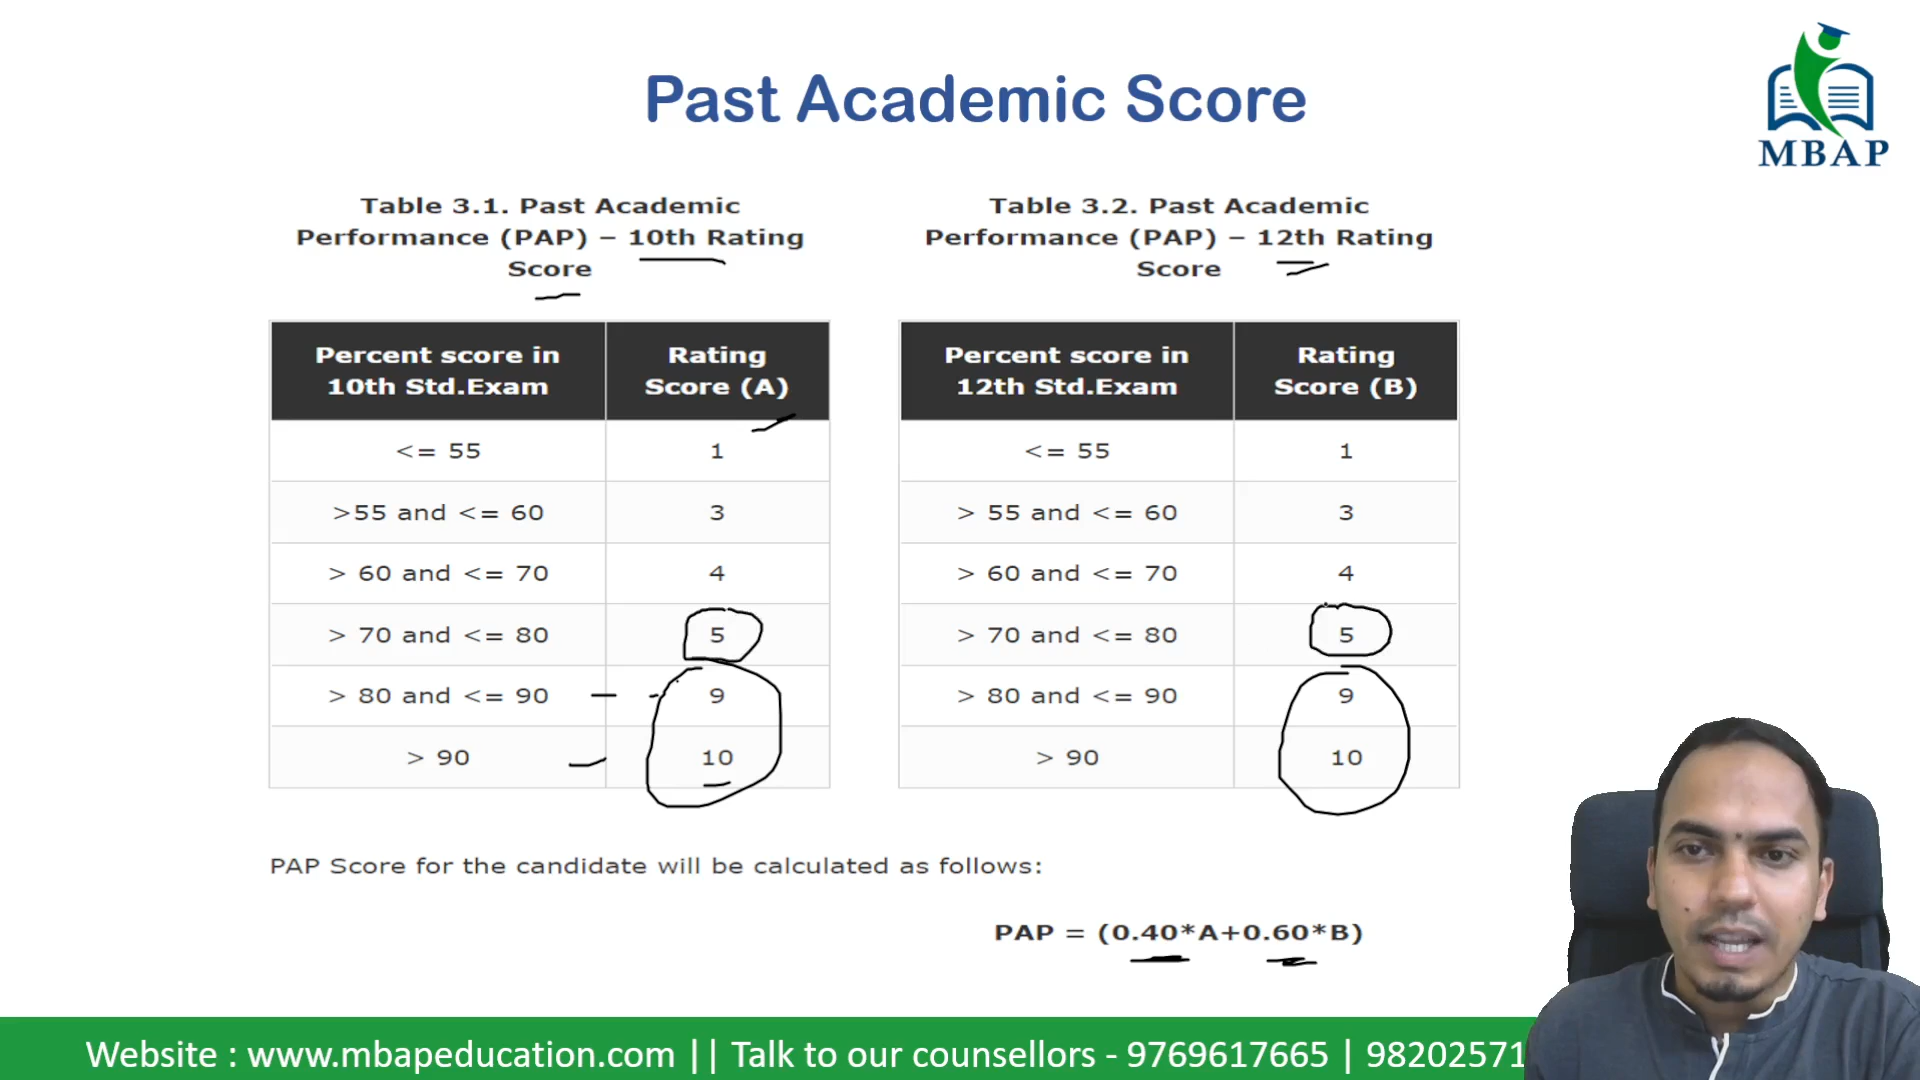 Past Academic Score
MBAP
Table 3.1. Past Academic
Performance (PAP) – 10th Rating
Score
Percent score in
10th Std.Exam
Rating
Score (A)
<= 55 1
>55 and <= 60 3
> 60 and <= 70 4
> 70 and <= 80 5
> 80 and <= 90 9
> 90 10
Table 3.2. Past Academic
Performance (PAP) – 12th Rating
Score
Percent score in
12th Std.Exam
Rating
Score (B)
<= 55 1
> 55 and <= 60 3
> 60 and <= 70 4
> 70 and <= 80 5
> 80 and <= 90 9
> 90 10
PAP Score for the candidate will be calculated as follows:
PAP = (0.40*A+0.60*B)
Website : www.mbapeducation.com || Talk to our counsellors - 9769617665 | 98202571